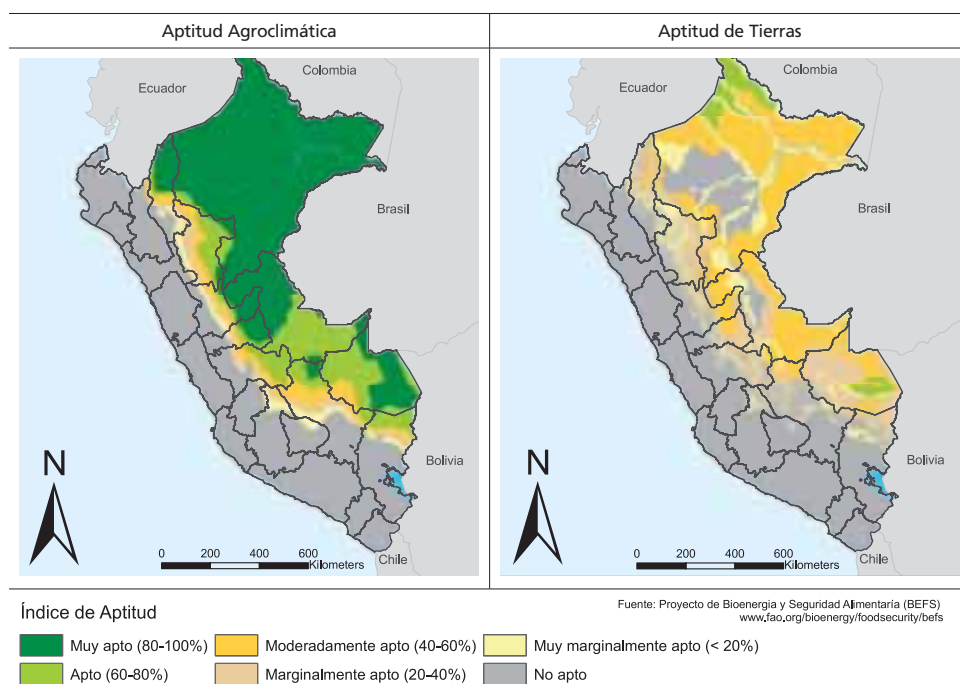 Aptitud Agroclimática
Aptitud de Tierras
Colombia
Ecuador
Brasil
Bolivia
Chile
N
0 200 400 600
Kilometers
Colombia
Ecuador
Brasil
Bolivia
Chile
N
0 200 400 600
Kilometers
Índice de Aptitud
Fuente: Proyecto de Bioenergia y Seguridad Alimentaría (BEFS)
www.fao.org/bioenergy/foodsecurity/befs
Muy apto (80-100%)
Moderadamente apto (40-60%)
Muy marginalmente apto (< 20%)
Apto (60-80%)
Marginalmente apto (20-40%)
No apto